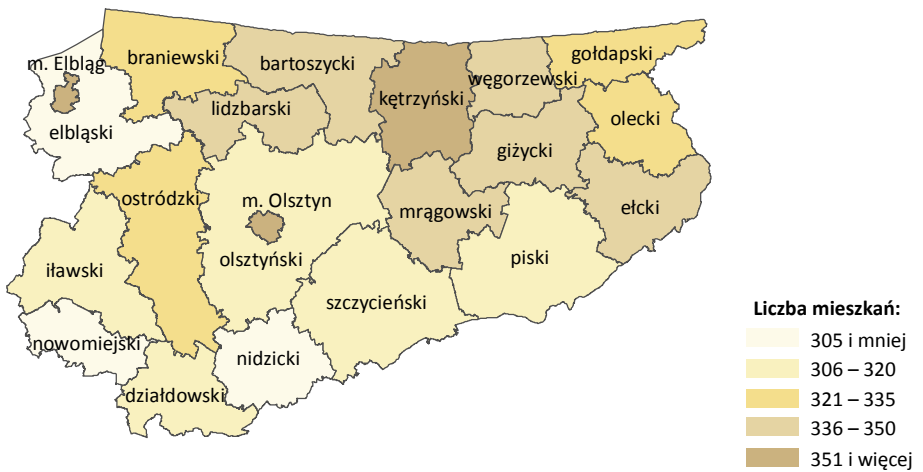 braniewski
gołdapski
m. Elbląg
bartoszycki
węgorzewski
kętrzyński
lidzbarski
olecki
elbląski
giżycki
ostródzki
m. Olsztyn
mrągowski
ełcki
olsztyński
piski
iławski
szczycieński
nowomiejski
nidzicki
działdowski
Liczba mieszkań:
305 i mniej
306 – 320
321 – 335
336 – 350
351 i więcej